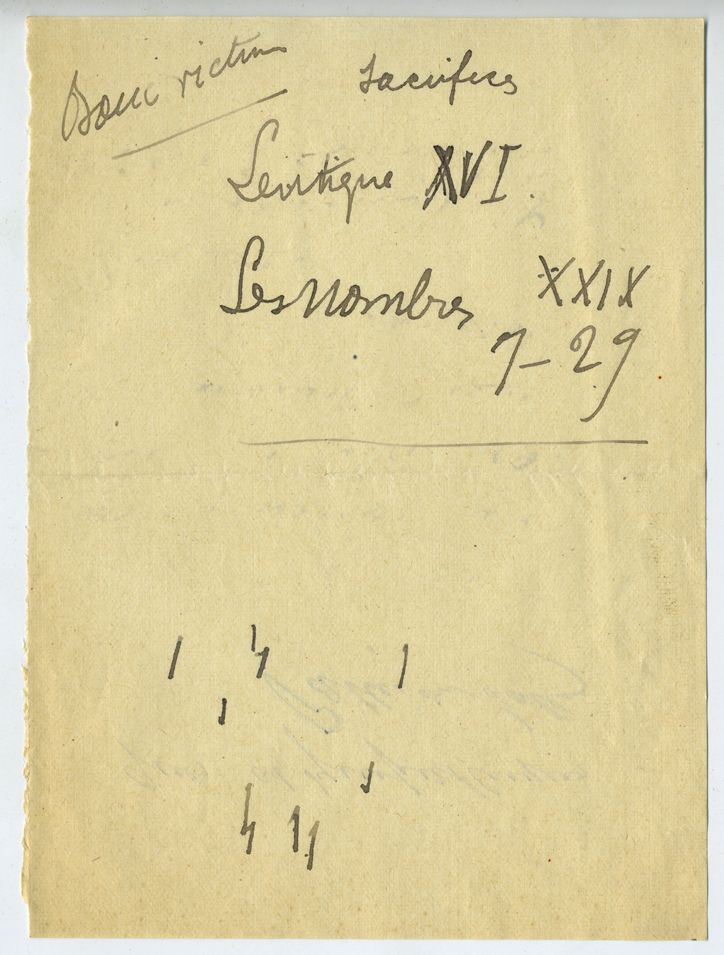 Bouc victime
Sacrifices
Levitique XVI.
Les Nombres XXIX
7-29